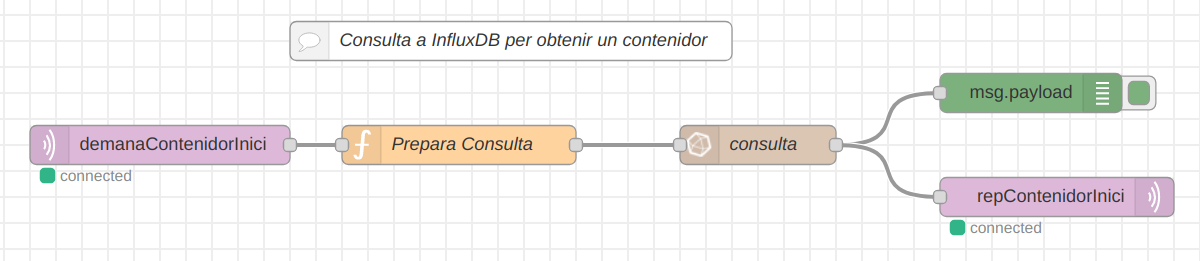 Consulta a InfluxDB per obtenir un contenidor
msg.payload
demanaContenidorInici
Prepara Consulta
consulta
connected
repContenidorInici
connected